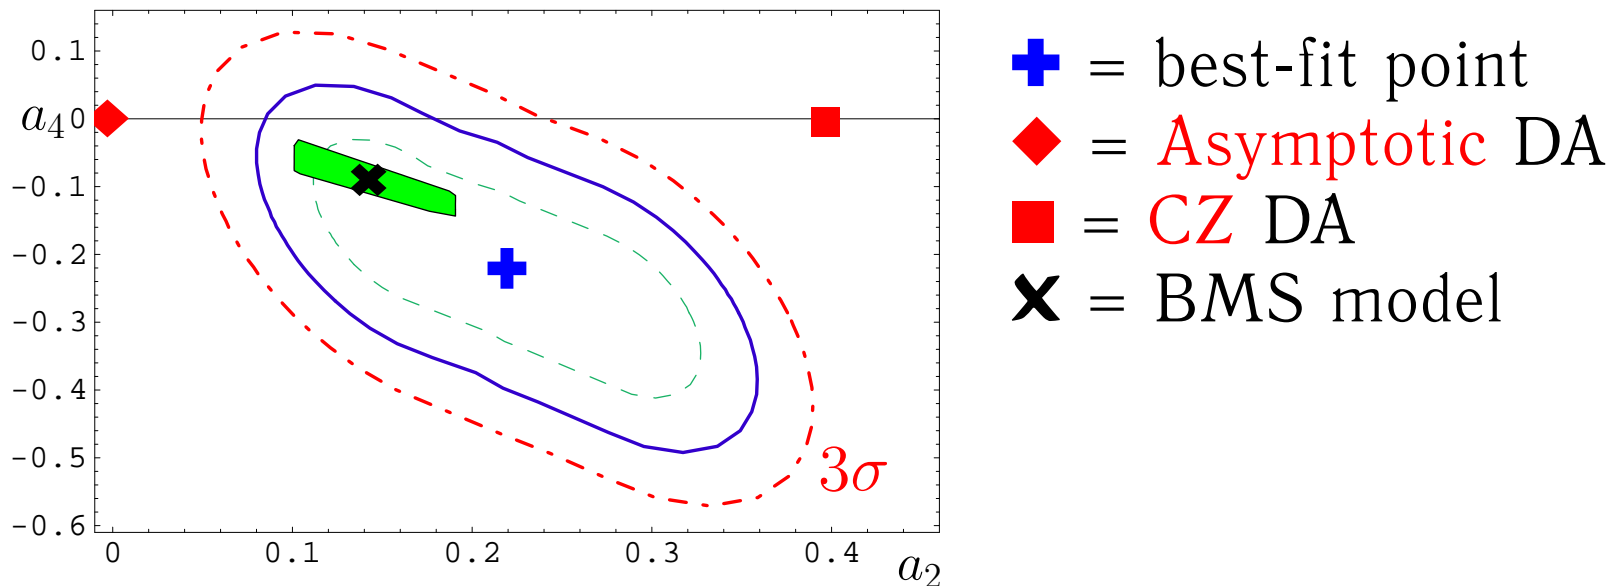 0.1
a₄ 0
-0.1
-0.2
-0.3
-0.4
-0.5
-0.6
0 0.1 0.2 0.3 0.4
a₂
3σ
= best-fit point
= Asymptotic DA
= CZ DA
= BMS model